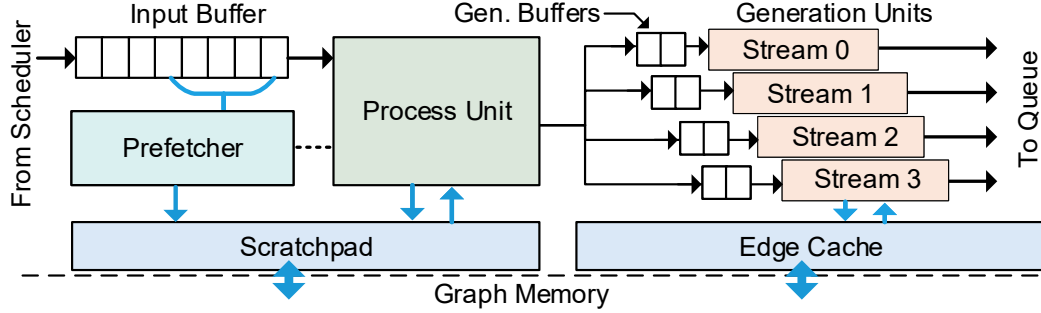 Input Buffer
Gen. Buffers
Generation Units
From Scheduler
Stream 0
Stream 1
Stream 2
Stream 3
To Queue
Process Unit
Prefetcher
Scratchpad
Edge Cache
Graph Memory